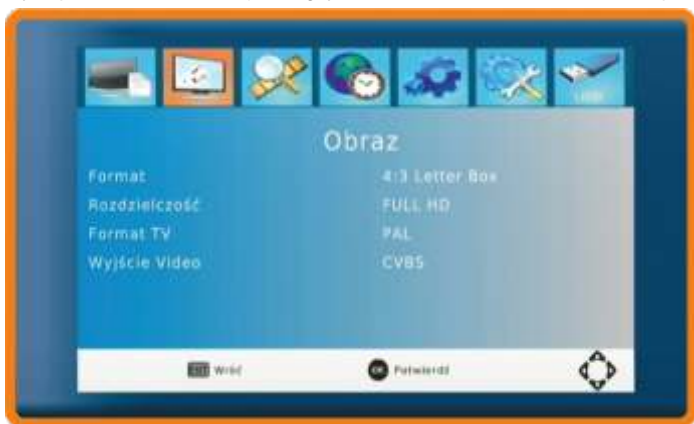 USB
Obraz
Format 4:3 Letter Box
Rozdzielczość FULL HD
Format TV PAL
Wyjście Video CVBS
EXIT Wróć OK Potwierdź